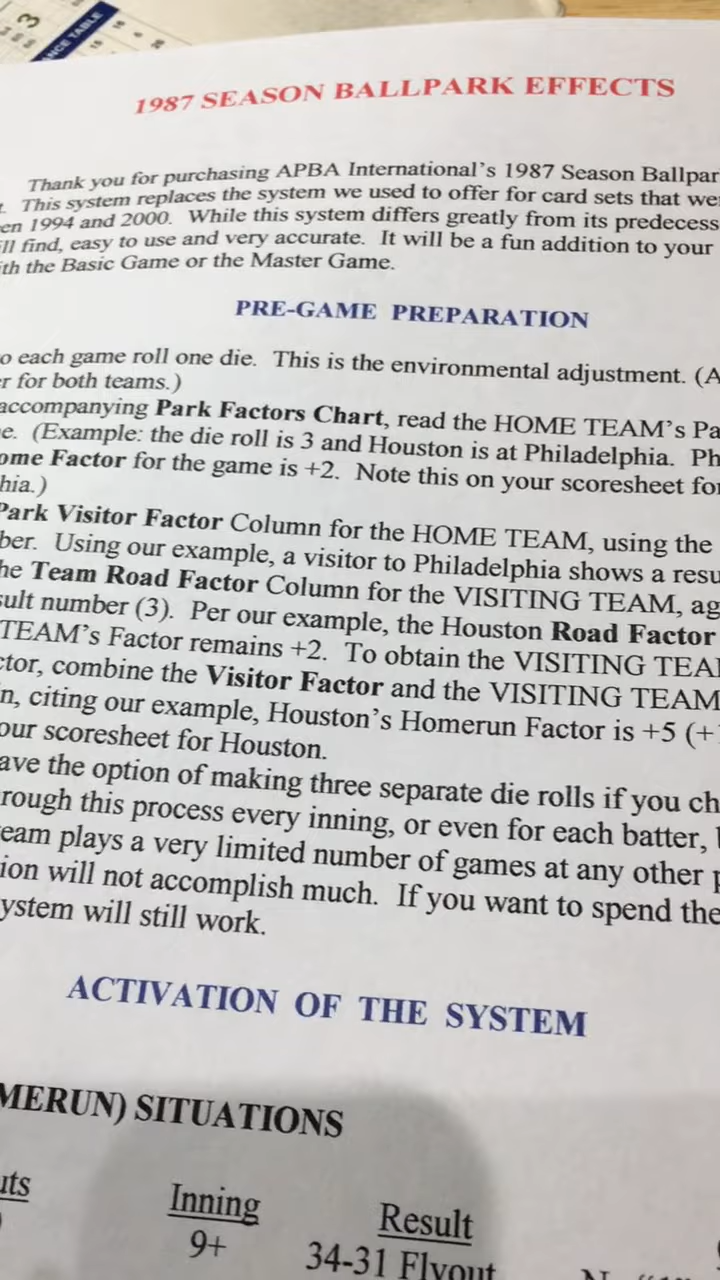 3
NCE TABLE
1987 SEASON BALLPARK EFFECTS
Thank you for purchasing APBA International's 1987 Season Ballpar
This system replaces the system we used to offer for card sets that we
en 1994 and 2000. While this system differs greatly from its predecess
ll find, easy to use and very accurate. It will be a fun addition to your
ith the Basic Game or the Master Game.
PRE-GAME PREPARATION
o each game roll one die. This is the environmental adjustment. (A
r for both teams.)
accompanying Park Factors Chart, read the HOME TEAM's Pa
e. (Example: the die roll is 3 and Houston is at Philadelphia. Ph
ome Factor for the game is +2. Note this on your scoresheet for
hia.)
Park Visitor Factor Column for the HOME TEAM, using the
ber. Using our example, a visitor to Philadelphia shows a resu
he Team Road Factor Column for the VISITING TEAM, ag
sult number (3). Per our example, the Houston Road Factor
TEAM's Factor remains +2. To obtain the VISITING TEA
ctor, combine the Visitor Factor and the VISITING TEAM
n, citing our example, Houston's Homerun Factor is +5 (+
our scoresheet for Houston.
ave the option of making three separate die rolls if you ch
rough this process every inning, or even for each batter,
eam plays a very limited number of games at any other p
ion will not accomplish much. If you want to spend the
ystem will still work.
ACTIVATION OF THE SYSTEM
MERUN) SITUATIONS
uts Inning Result
9+ 34-31 Flyout